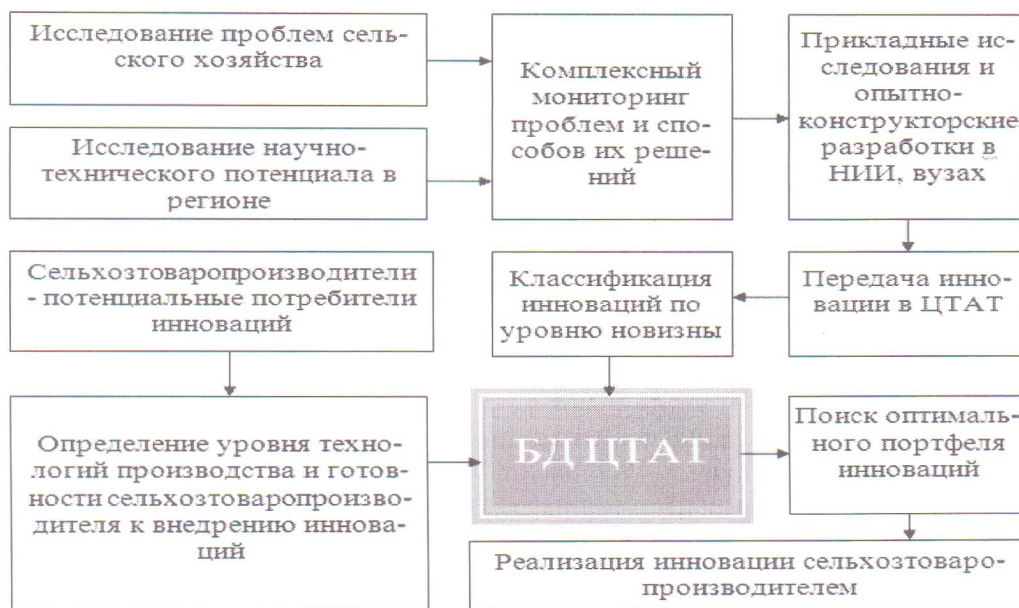 Исследование проблем сель-
ского хозяйства
Исследование научно-
технического потенциала в
регионе
Комплексный
мониторинг
проблем и спо-
собов их реше-
ний
Прикладные ис-
следования и
опытно-
конструкторские
разработки в
НИИ, вузах
Сельхозтоваропроизводители
- потенциальные потребители
инноваций
Классификация
инноваций по
уровню новизны
Передача инно-
вации в ЦТАТ
Определение уровня техно-
логий производства и готов-
ности сельхозтоваропроизво-
дителя к внедрению иннова-
ций
БД ЦТАТ
Поиск оптималь-
ного портфеля
инноваций
Реализация инновации сельхозтоваро-
производителем